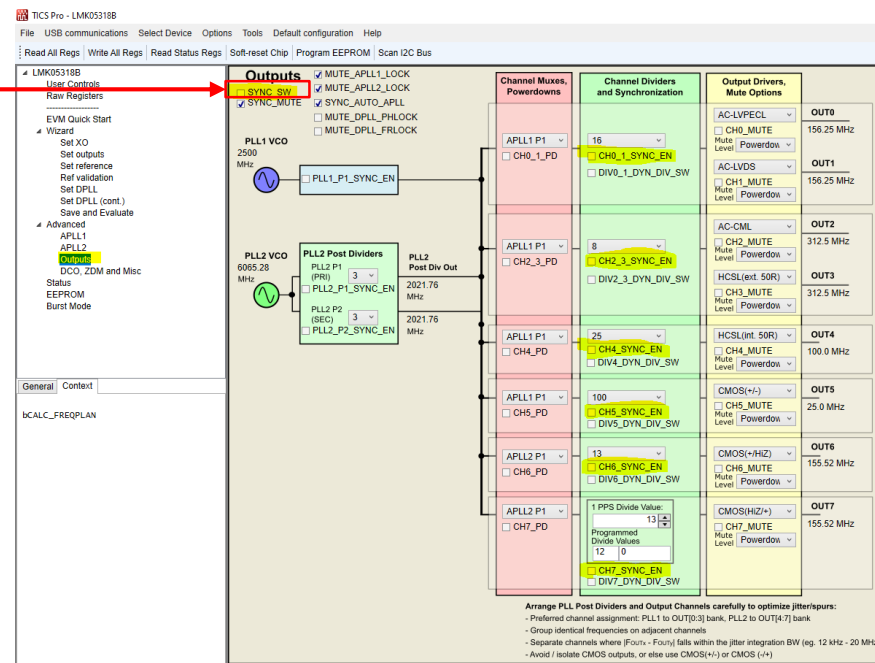 TICS Pro - LMK05318B
File USB communications Select Device Options Tools Default configuration Help
Read All Regs Write All Regs Read Status Regs Soft-reset Chip Program EEPROM Scan I2C Bus
LMK05318B
User Controls
Raw Registers
------------------
EVM Quick Start
Wizard
Set XO
Set outputs
Set reference
Ref validation
Set DPLL
Set DPLL (cont.)
Save and Evaluate
Advanced
APLL1
APLL2
Outputs
DCO, ZDM and Misc
Status
EEPROM
Burst Mode
General Context
bCALC_FREQPLAN
Outputs
SYNC_SW
SYNC_MUTE
MUTE_APLL1_LOCK
MUTE_APLL2_LOCK
SYNC_AUTO_APLL
MUTE_DPLL_PHLOCK
MUTE_DPLL_FRLOCK
PLL1 VCO
2500
MHz
PLL1_P1_SYNC_EN
PLL2 VCO
6065.28
MHz
PLL2 Post Dividers
PLL2 P1
(PRI) 3
PLL2_P1_SYNC_EN
PLL2 P2
(SEC) 3
PLL2_P2_SYNC_EN
PLL2
Post Div Out
2021.76
MHz
2021.76
MHz
Channel Muxes,
Powerdowns
Channel Dividers
and Synchronization
Output Drivers,
Mute Options
APLL1 P1
CH0_1_PD
16
CH0_1_SYNC_EN
DIV0_1_DYN_DIV_SW
AC-LVPECL
CH0_MUTE
Mute
Level Powerdow
OUT0
156.25 MHz
AC-LVDS
CH1_MUTE
Mute
Level Powerdow
OUT1
156.25 MHz
APLL1 P1
CH2_3_PD
8
CH2_3_SYNC_EN
DIV2_3_DYN_DIV_SW
AC-CML
CH2_MUTE
Mute
Level Powerdow
OUT2
312.5 MHz
HCSL(ext. 50R)
CH3_MUTE
Mute
Level Powerdow
OUT3
312.5 MHz
APLL1 P1
CH4_PD
25
CH4_SYNC_EN
DIV4_DYN_DIV_SW
HCSL(int. 50R)
CH4_MUTE
Mute
Level Powerdow
OUT4
100.0 MHz
APLL1 P1
CH5_PD
100
CH5_SYNC_EN
DIV5_DYN_DIV_SW
CMOS(+/-)
CH5_MUTE
Mute
Level Powerdow
OUT5
25.0 MHz
APLL2 P1
CH6_PD
13
CH6_SYNC_EN
DIV6_DYN_DIV_SW
CMOS(+/HiZ)
CH6_MUTE
Mute
Level Powerdow
OUT6
155.52 MHz
APLL2 P1
CH7_PD
1 PPS Divide Value:
13
Programmed
Divide Values
12 0
CH7_SYNC_EN
DIV7_DYN_DIV_SW
CMOS(HiZ/+)
CH7_MUTE
Mute
Level Powerdow
OUT7
155.52 MHz
Arrange PLL Post Dividers and Output Channels carefully to optimize jitter/spurs:
- Preferred channel assignment: PLL1 to OUT[0:3] bank, PLL2 to OUT[4:7] bank
- Group identical frequencies on adjacent channels
- Separate channels where |FOUTx - FOUTy| falls within the jitter integration BW (eg. 12 kHz - 20 MHz
- Avoid / isolate CMOS outputs, or else use CMOS(+/-) or CMOS (-/+)